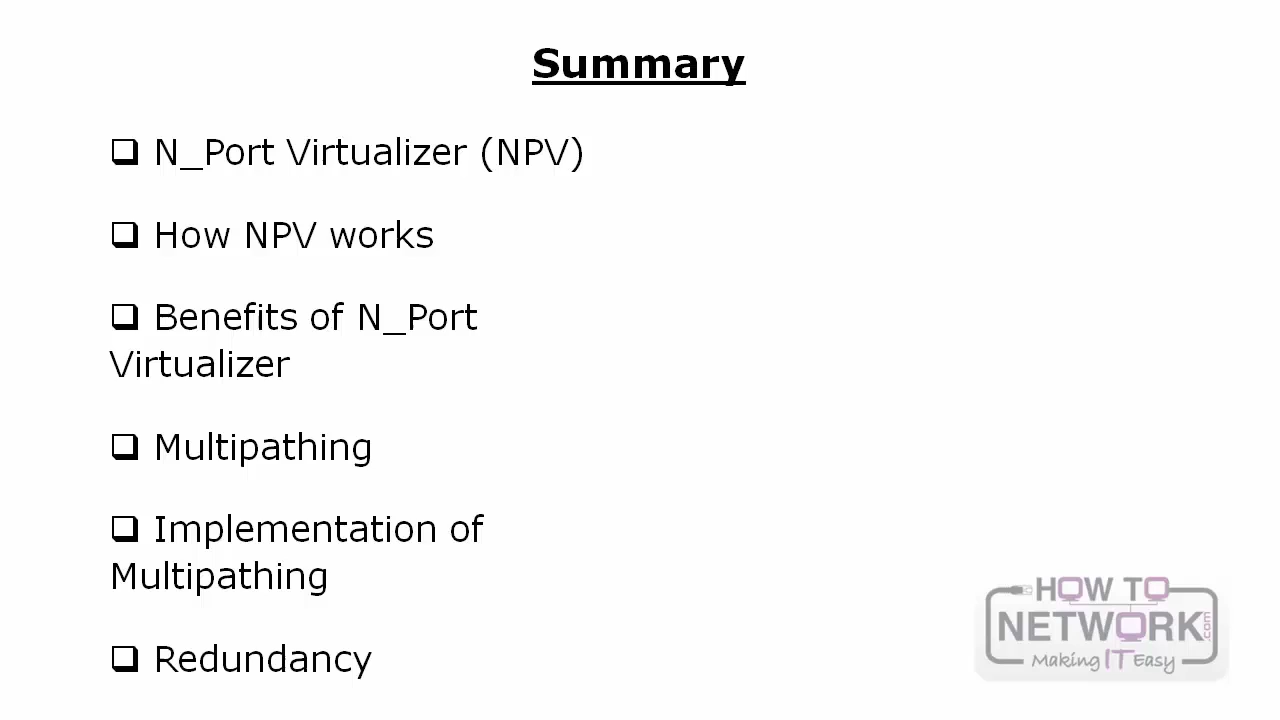 Summary
❑ N_Port Virtualizer (NPV)
❑ How NPV works
❑ Benefits of N_Port
Virtualizer
❑ Multipathing
❑ Implementation of
Multipathing
❑ Redundancy
HOW TO
NETWORK.com
Making IT Easy